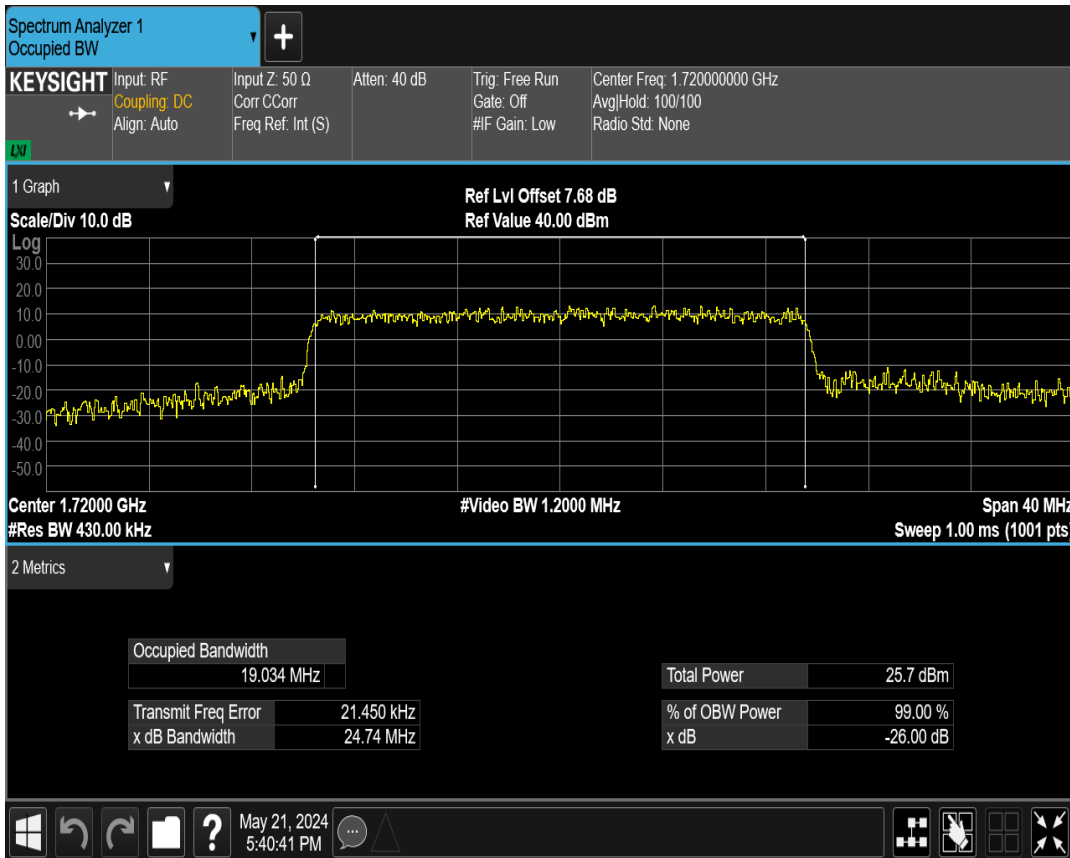 Spectrum Analyzer 1
Occupied BW
KEYSIGHT
LXI
Input: RF
Coupling: DC
Align: Auto
Input Z: 50 Ω
Corr CCorr
Freq Ref: Int (S)
Atten: 40 dB
Trig: Free Run
Gate: Off
#IF Gain: Low
Center Freq: 1.720000000 GHz
Avg|Hold: 100/100
Radio Std: None
1 Graph
Scale/Div 10.0 dB
Ref Lvl Offset 7.68 dB
Ref Value 40.00 dBm
Log
30.0
20.0
10.0
0.00
-10.0
-20.0
-30.0
-40.0
-50.0
Center 1.72000 GHz
#Video BW 1.2000 MHz
Span 40 MHz
#Res BW 430.00 kHz
Sweep 1.00 ms (1001 pts)
2 Metrics
Occupied Bandwidth
19.034 MHz
Total Power 25.7 dBm
Transmit Freq Error 21.450 kHz
% of OBW Power 99.00 %
x dB Bandwidth 24.74 MHz
x dB -26.00 dB
?
May 21, 2024
5:40:41 PM